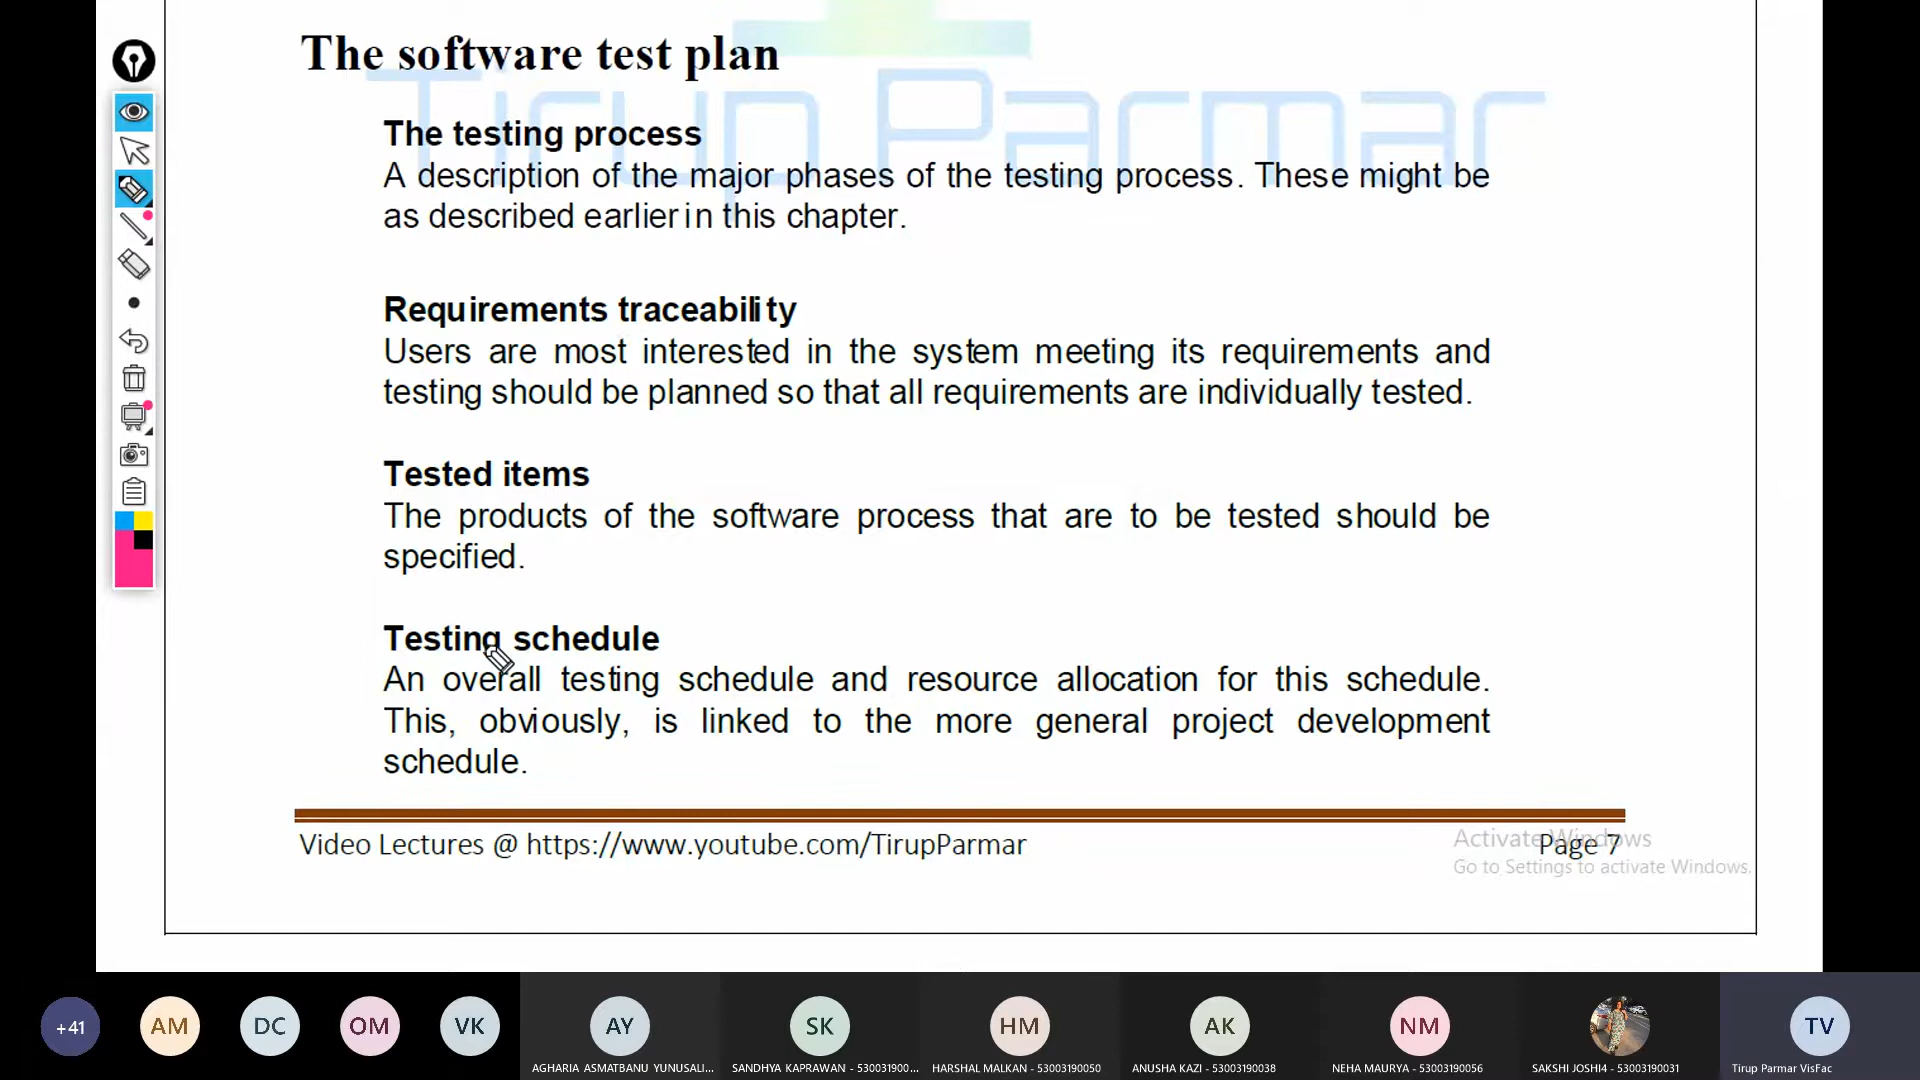 The software test plan
Tirup Parmar
The testing process
A description of the major phases of the testing process. These might be
as described earlier in this chapter.
Requirements traceability
Users are most interested in the system meeting its requirements and
testing should be planned so that all requirements are individually tested.
Tested items
The products of the software process that are to be tested should be
specified.
Testing schedule
An overall testing schedule and resource allocation for this schedule.
This, obviously, is linked to the more general project development
schedule.
Video Lectures @ https://www.youtube.com/TirupParmar
Page 7
Activate Windows
Go to Settings to activate Windows.
+41 AM DC OM VK AY SK HM AK NM TV
AGHARIA ASMATBANU YUNUSALI... SANDHYA KAPRAWAN - 530031900... HARSHAL MALKAN - 53003190050 ANUSHA KAZI - 53003190038 NEHA MAURYA - 53003190056 SAKSHI JOSHI4 - 53003190031 Tirup Parmar VisFac